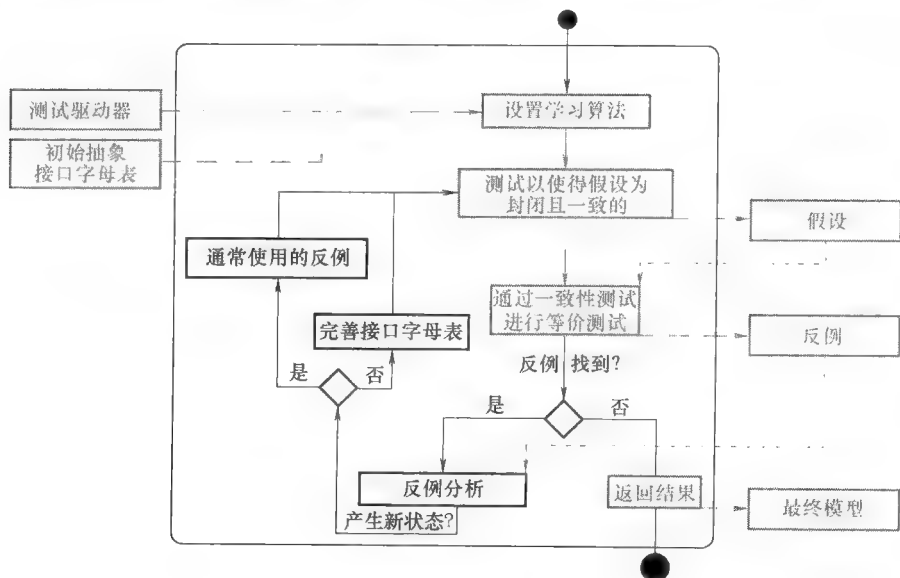 测试驱动器
设置学习算法
初始抽象
接口字母表
测试以使得假设为
封闭且一致的
假设
通常使用的反例
通过一致性测试
进行等价测试
完善接口字母表
反例
反例 找到?
是
否
是
否
反例分析
返回结果
最终模型
产生新状态?